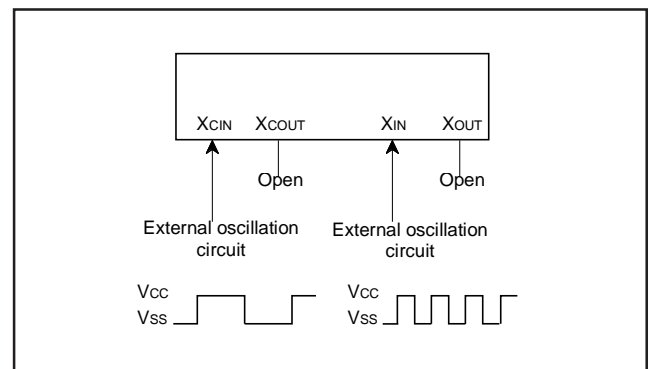 XCIN XCOUT XIN XOUT
Open Open
External oscillation circuit
External oscillation circuit
VCC
VSS
VCC
VSS